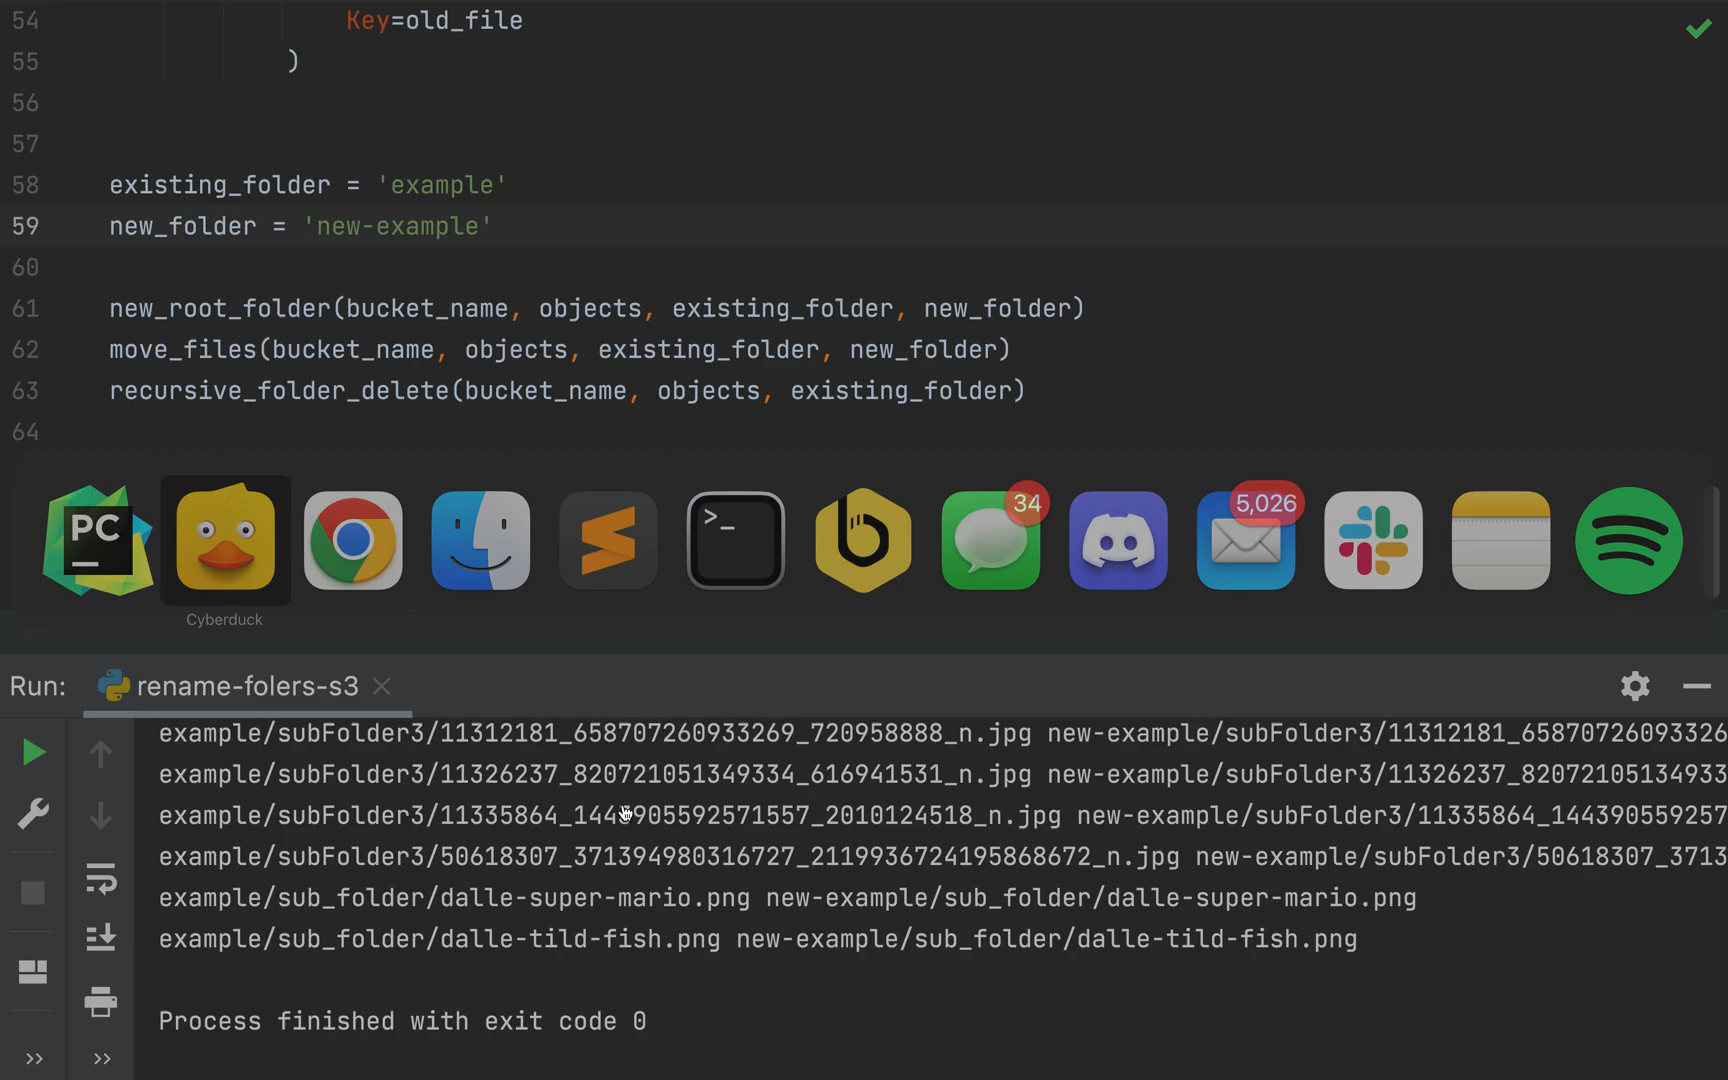 54 Key=old_file
55 )
56
57
58 existing_folder = 'example'
59 new_folder = 'new-example'
60
61 new_root_folder(bucket_name, objects, existing_folder, new_folder)
62 move_files(bucket_name, objects, existing_folder, new_folder)
63 recursive_folder_delete(bucket_name, objects, existing_folder)
64
PC >_ b 34 5,026
Cyberduck
Run: rename-folers-s3
example/subFolder3/11312181_658707260933269_720958888_n.jpg new-example/subFolder3/11312181_65870726093326
example/subFolder3/11326237_820721051349334_616941531_n.jpg new-example/subFolder3/11326237_82072105134933
example/subFolder3/11335864_1443905592571557_2010124518_n.jpg new-example/subFolder3/11335864_144390559257
example/subFolder3/50618307_371394980316727_2119936724195868672_n.jpg new-example/subFolder3/50618307_3713
example/sub_folder/dalle-super-mario.png new-example/sub_folder/dalle-super-mario.png
example/sub_folder/dalle-tild-fish.png new-example/sub_folder/dalle-tild-fish.png
Process finished with exit code 0